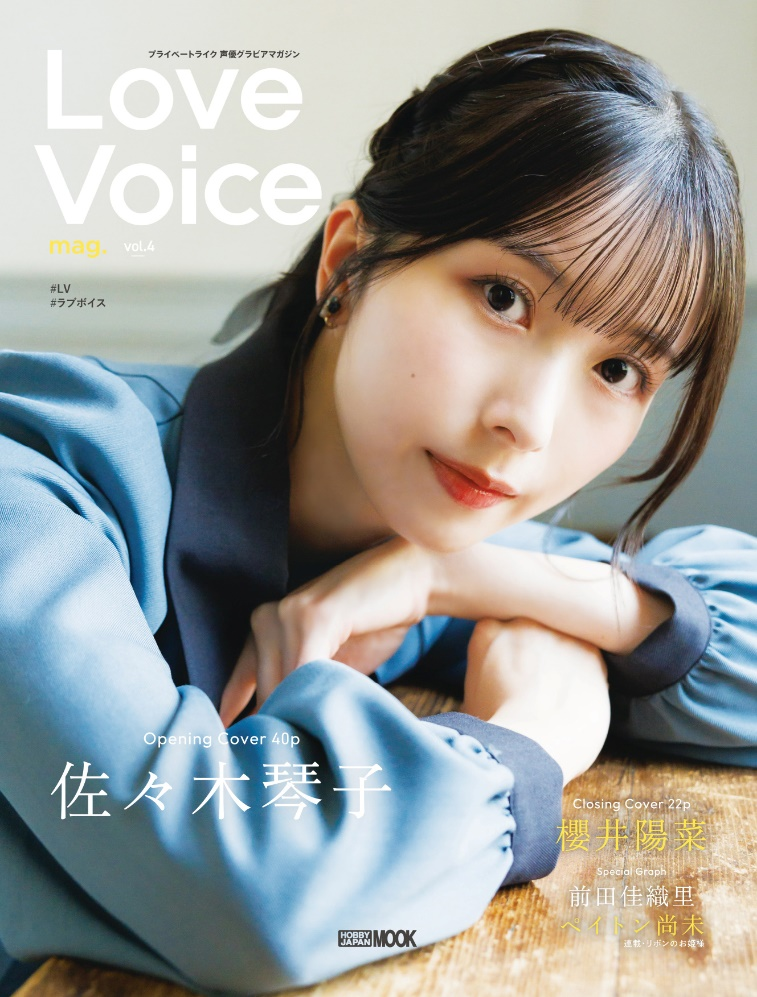 プライベートライク 声優グラビアマガジン
Love
Voice
mag. vol.4
#LV
#ラブボイス
Opening Cover 40p
佐々木琴子
Closing Cover 22p
櫻井陽菜
Special Graph
前田佳織里
ペイトン尚未
連載・リボンのお姫様
HOBBY
JAPAN MOOK